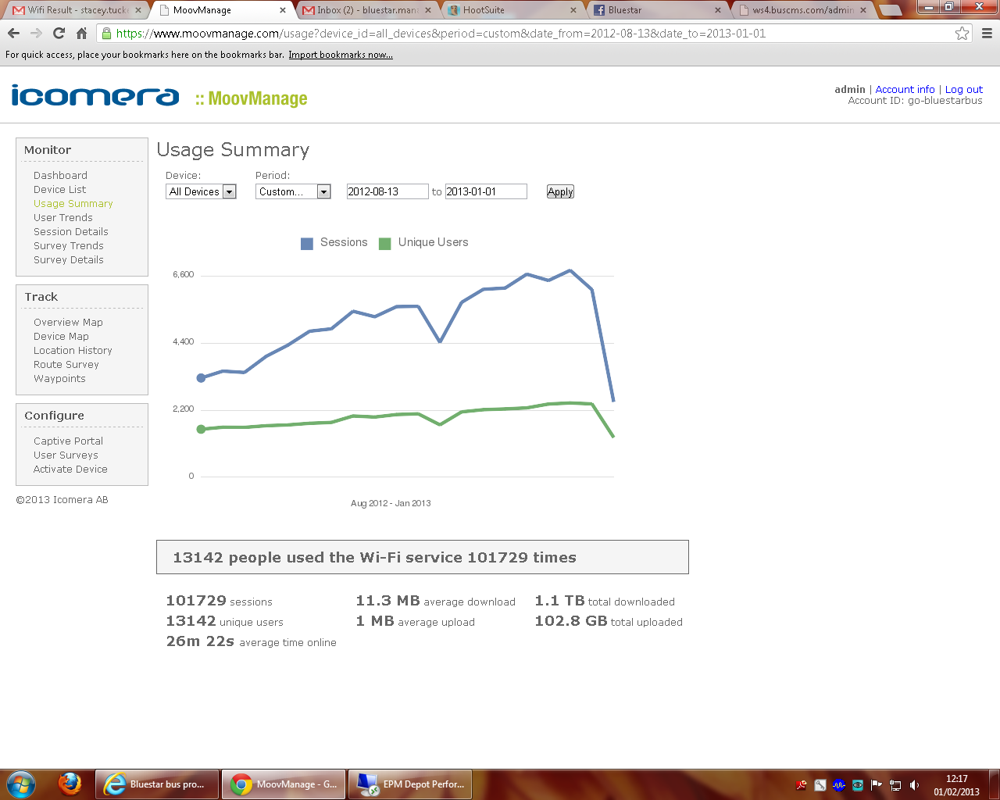 Wifi Result - stacey.tucke
MoovManage
Inbox (2) - bluestar.mana
HootSuite
Bluestar
ws4.buscms.com/admin
https://www.moovmanage.com/usage?device_id=all_devices&period=custom&date_from=2012-08-13&date_to=2013-01-01
For quick access, place your bookmarks here on the bookmarks bar. Import bookmarks now...
icomera :: MoovManage
admin | Account info | Log out
Account ID: go-bluestarbus
Monitor
Dashboard
Device List
Usage Summary
User Trends
Session Details
Survey Trends
Survey Details
Track
Overview Map
Device Map
Location History
Route Survey
Waypoints
Configure
Captive Portal
User Surveys
Activate Device
©2013 Icomera AB
Usage Summary
Device: Period:
All Devices Custom... 2012-08-13 to 2013-01-01 Apply
Sessions Unique Users
6,600
4,400
2,200
0
Aug 2012 - Jan 2013
13142 people used the Wi-Fi service 101729 times
101729 sessions 11.3 MB average download 1.1 TB total downloaded
13142 unique users 1 MB average upload 102.8 GB total uploaded
26m 22s average time online
Bluestar bus pro...
MoovManage - G...
EPM Depot Perfor...
12:17
01/02/2013